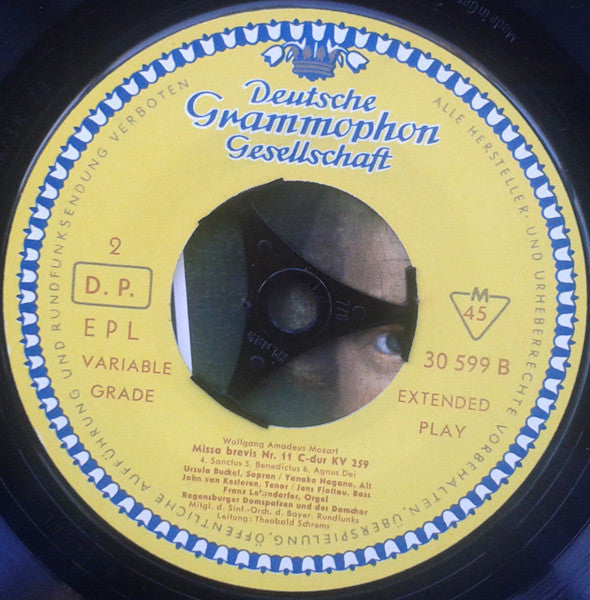 Deutsche
Grammophon
Gesellschaft
ALLE HERSTELLER- UND URHEBERRECHTE VORBEHALTEN, ÜBERSPIELUNG, ÖFFENTLICHE AUFFÜHRUNG UND RUNDFUNKSENDUNG VERBOTEN
2
D. P.
EPL
VARIABLE
GRADE
M
45
30 599 B
EXTENDED
PLAY
Wolfgang Amadeus Mozart
Missa brevis Nr. 11 C-dur KV 259
4. Sanctus 5. Benedictus 6. Agnus Dei
Ursula Buckel, Sopran / Yanako Nagano, Alt
John van Kesteren, Tenor / Jens Flottau, Bass
Franz Lehrndorfer, Orgel
Regensburger Domspatzen und der Domchor
Mitgl. d. Sinf.-Orch. d. Bayer. Rundfunks
Leitung: Theobald Schrems
Made in